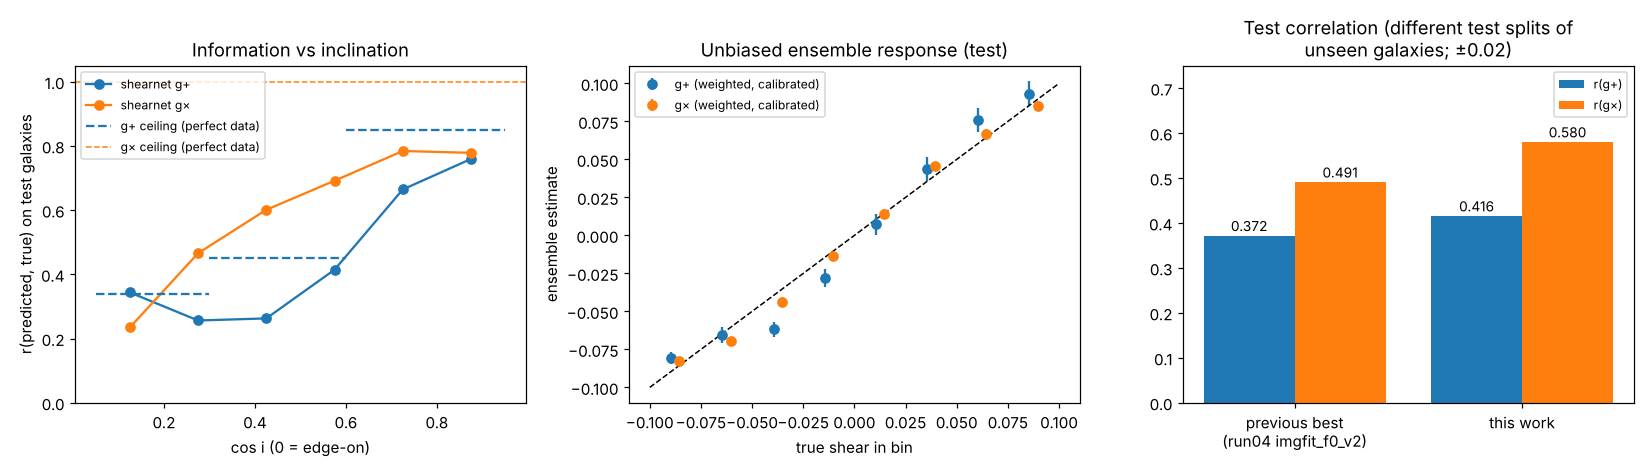 Information vs inclination
r(predicted, true) on test galaxies
1.0
0.8
0.6
0.4
0.2
0.0
shearnet g+
shearnet g×
g+ ceiling (perfect data)
g× ceiling (perfect data)
0.2 0.4 0.6 0.8
cos i (0 = edge-on)
Unbiased ensemble response (test)
ensemble estimate
0.100
0.075
0.050
0.025
0.000
−0.025
−0.050
−0.075
−0.100
g+ (weighted, calibrated)
g× (weighted, calibrated)
−0.100 −0.075 −0.050 −0.025 0.000 0.025 0.050 0.075 0.100
true shear in bin
Test correlation (different test splits of
unseen galaxies; ±0.02)
0.7
0.6
0.5
0.4
0.3
0.2
0.1
0.0
r(g+)
r(g×)
0.372
0.491
0.416
0.580
previous best
(run04 imgfit_f0_v2)
this work